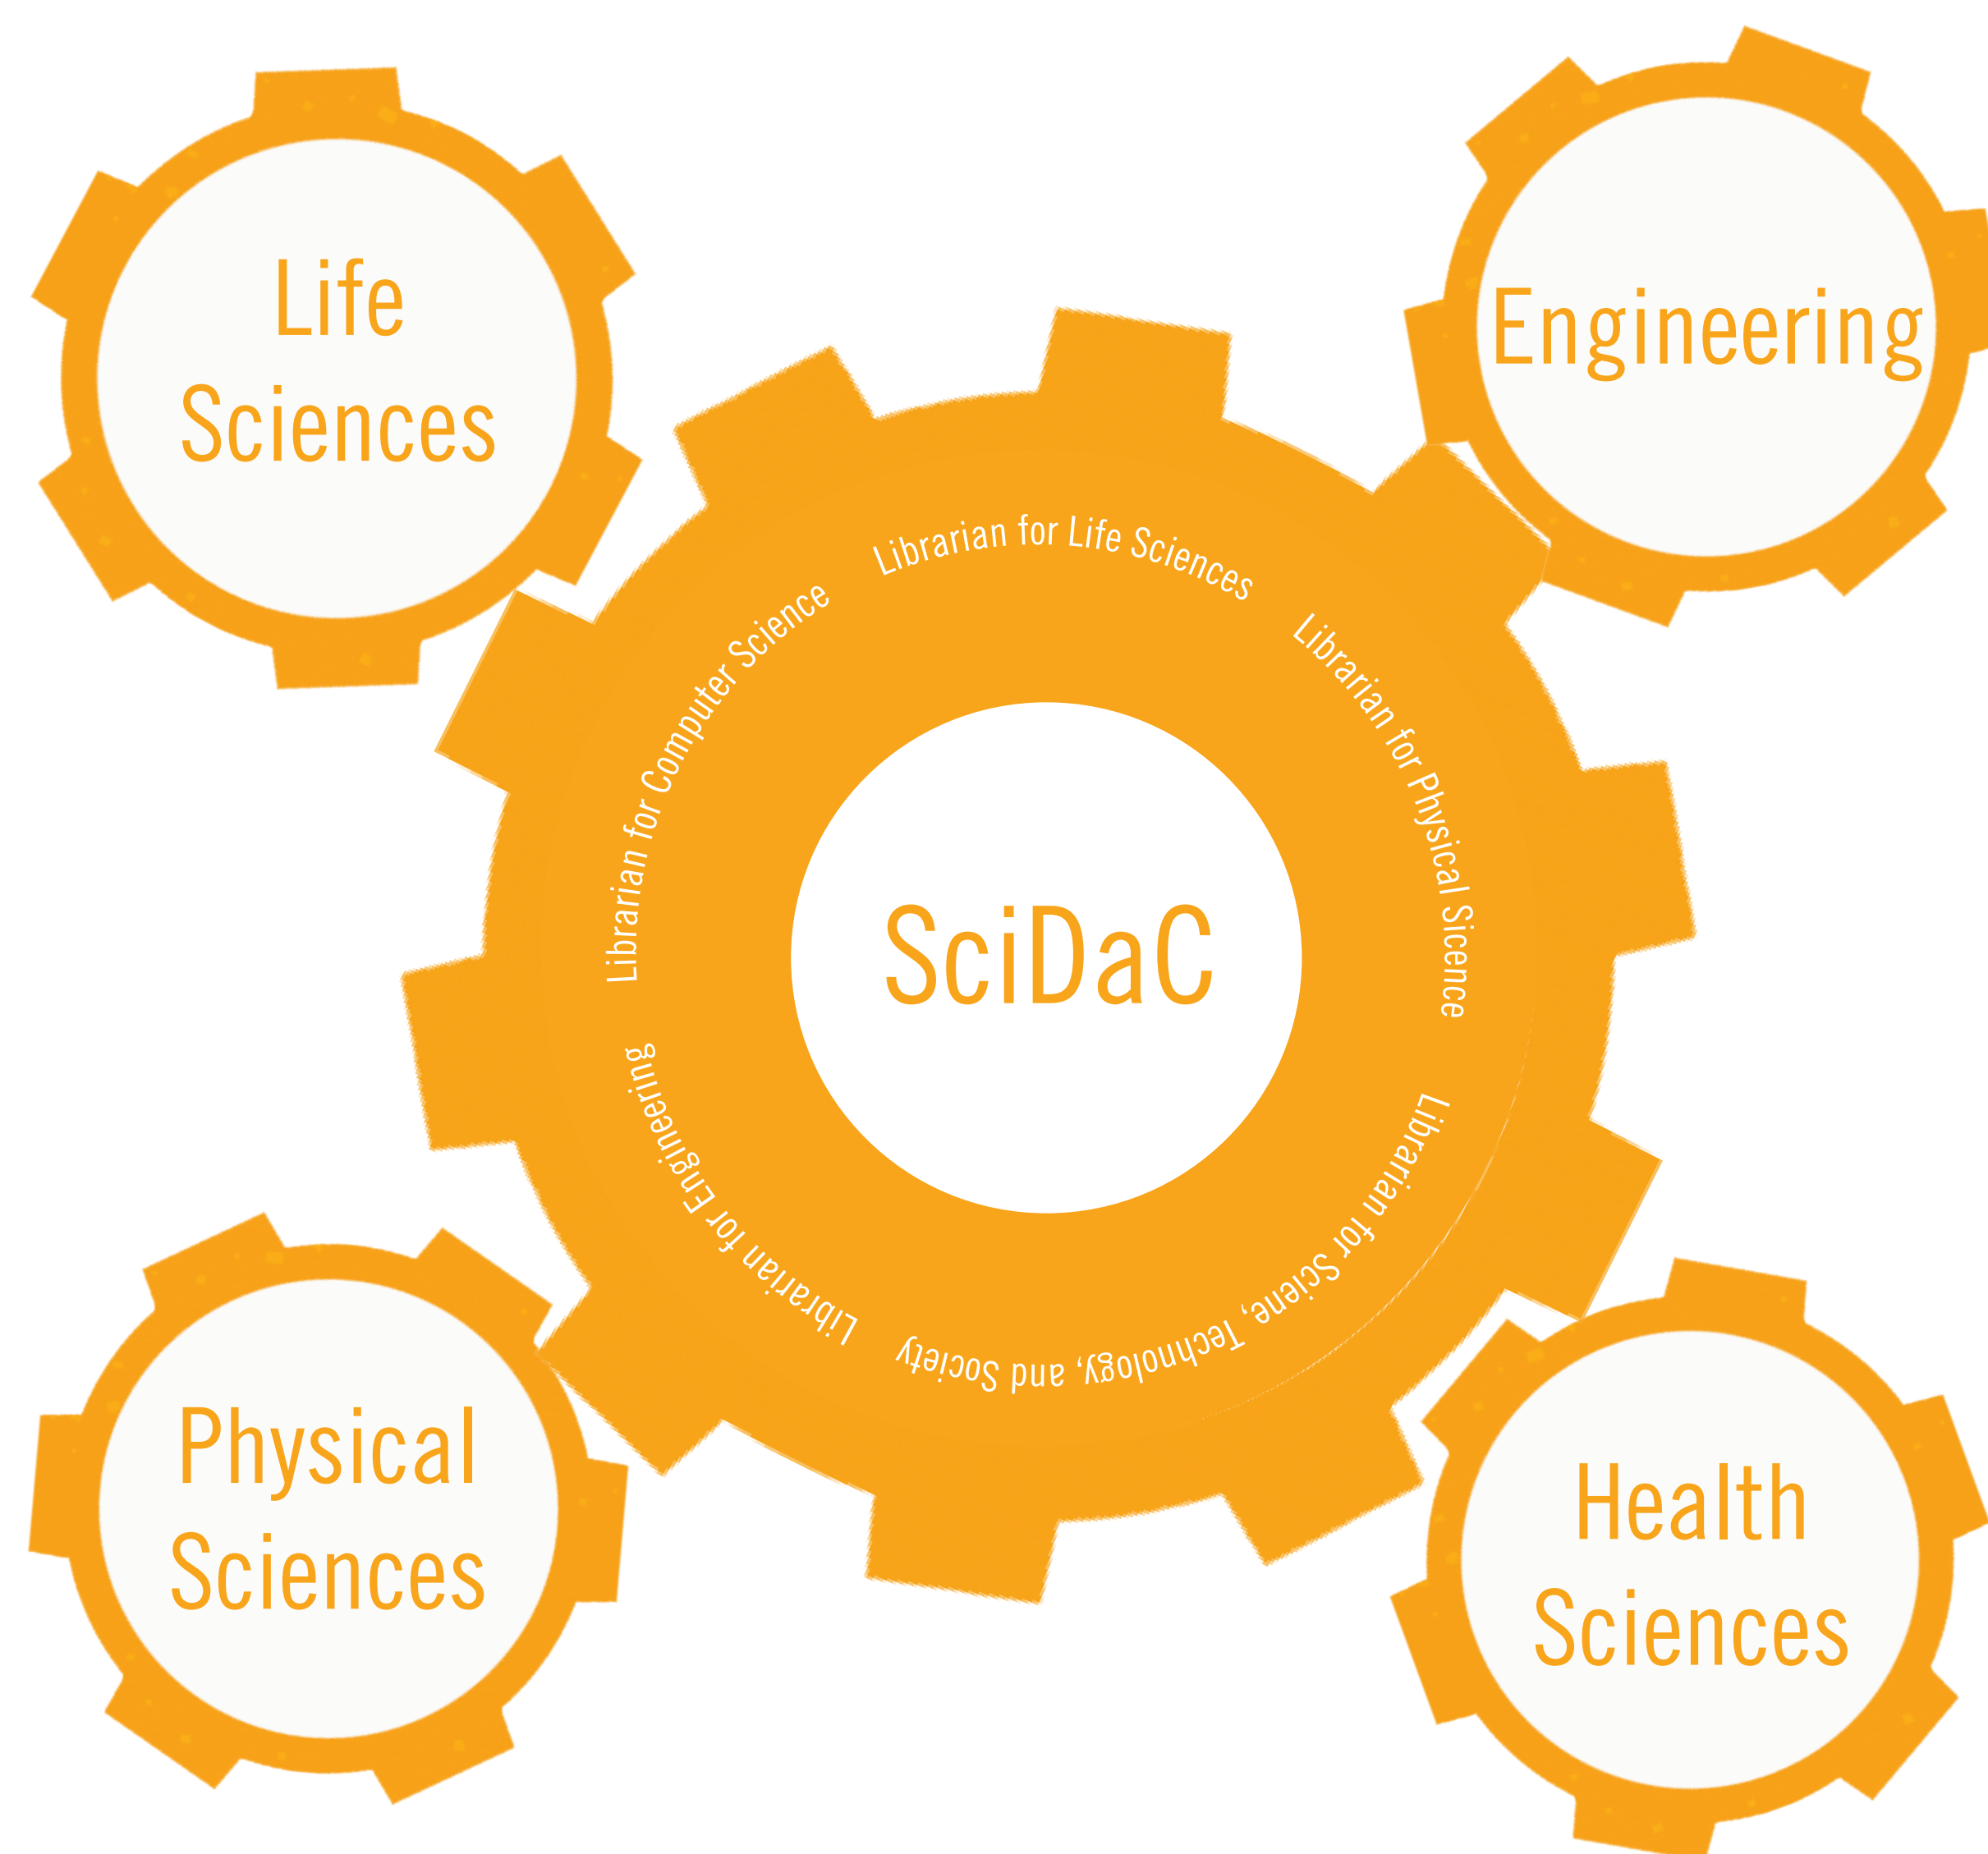 Life
Sciences
Engineering
Librarian for Life Sciences
Librarian for Physical Science
Librarian for Sciene, Technology, and Society
Librarian for Engineering
Librarian for Computer Science
SciDaC
Physical
Sciences
Health
Sciences